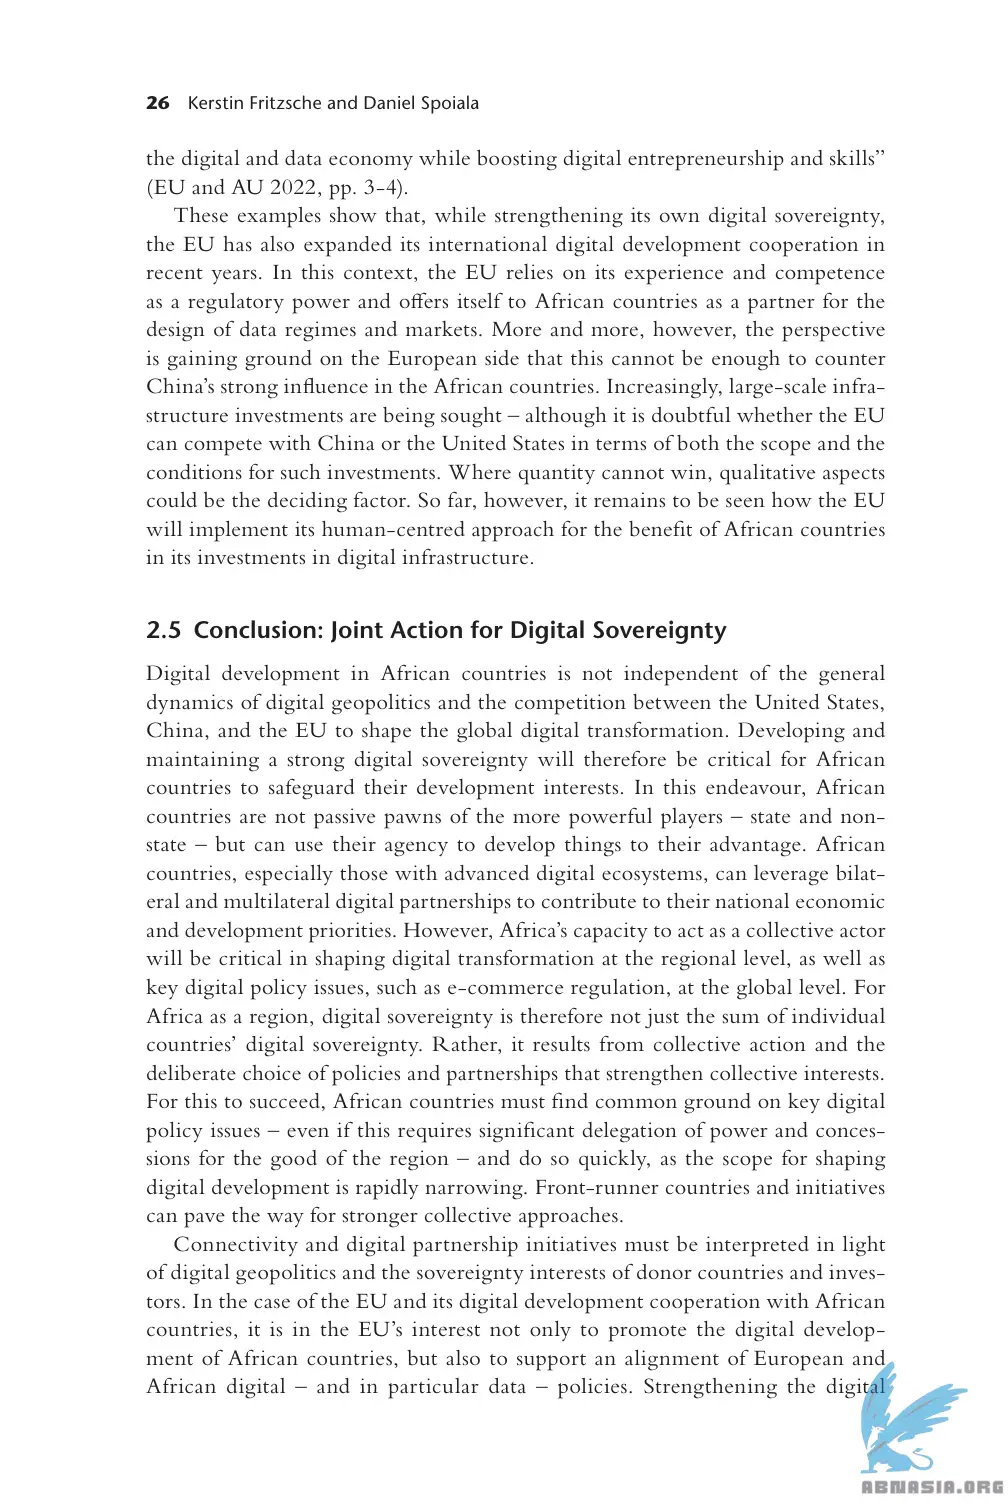 26 Kerstin Fritzsche and Daniel Spoiala
the digital and data economy while boosting digital entrepreneurship and skills”
(EU and AU 2022, pp. 3-4).
These examples show that, while strengthening its own digital sovereignty,
the EU has also expanded its international digital development cooperation in
recent years. In this context, the EU relies on its experience and competence
as a regulatory power and offers itself to African countries as a partner for the
design of data regimes and markets. More and more, however, the perspective
is gaining ground on the European side that this cannot be enough to counter
China’s strong influence in the African countries. Increasingly, large-scale infra-
structure investments are being sought – although it is doubtful whether the EU
can compete with China or the United States in terms of both the scope and the
conditions for such investments. Where quantity cannot win, qualitative aspects
could be the deciding factor. So far, however, it remains to be seen how the EU
will implement its human-centred approach for the benefit of African countries
in its investments in digital infrastructure.
2.5 Conclusion: Joint Action for Digital Sovereignty
Digital development in African countries is not independent of the general
dynamics of digital geopolitics and the competition between the United States,
China, and the EU to shape the global digital transformation. Developing and
maintaining a strong digital sovereignty will therefore be critical for African
countries to safeguard their development interests. In this endeavour, African
countries are not passive pawns of the more powerful players – state and non-
state – but can use their agency to develop things to their advantage. African
countries, especially those with advanced digital ecosystems, can leverage bilat-
eral and multilateral digital partnerships to contribute to their national economic
and development priorities. However, Africa’s capacity to act as a collective actor
will be critical in shaping digital transformation at the regional level, as well as
key digital policy issues, such as e-commerce regulation, at the global level. For
Africa as a region, digital sovereignty is therefore not just the sum of individual
countries’ digital sovereignty. Rather, it results from collective action and the
deliberate choice of policies and partnerships that strengthen collective interests.
For this to succeed, African countries must find common ground on key digital
policy issues – even if this requires significant delegation of power and conces-
sions for the good of the region – and do so quickly, as the scope for shaping
digital development is rapidly narrowing. Front-runner countries and initiatives
can pave the way for stronger collective approaches.
Connectivity and digital partnership initiatives must be interpreted in light
of digital geopolitics and the sovereignty interests of donor countries and inves-
tors. In the case of the EU and its digital development cooperation with African
countries, it is in the EU’s interest not only to promote the digital develop-
ment of African countries, but also to support an alignment of European and
African digital – and in particular data – policies. Strengthening the digital
ABNASIA.ORG